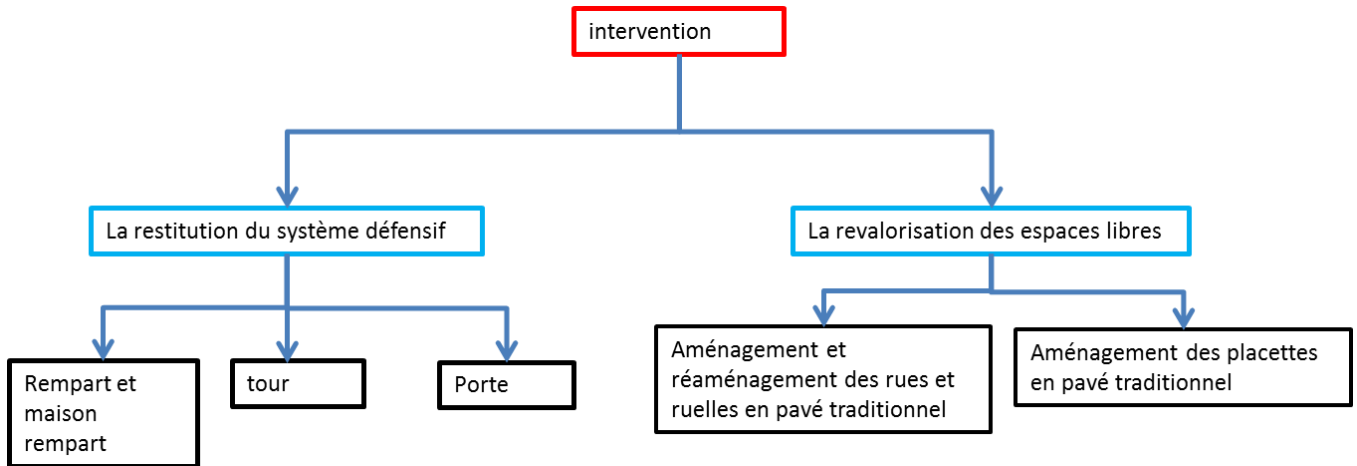 intervention
La restitution du système défensif
La revalorisation des espaces libres
Rempart et
maison
rempart
tour
Porte
Aménagement et
réaménagement des rues et
ruelles en pavé traditionnel
Aménagement des placettes
en pavé traditionnel